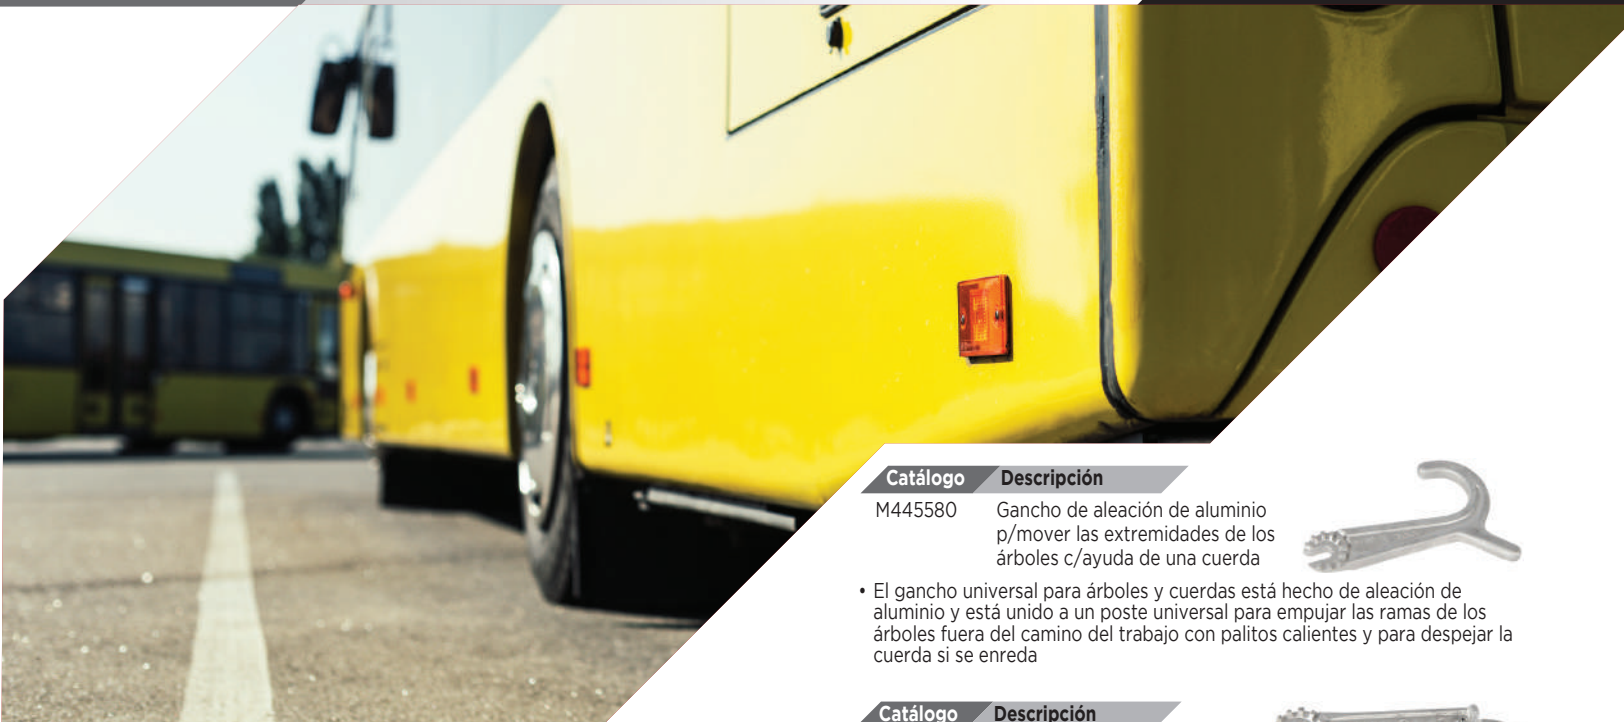 Catálogo Descripción
M445580 Gancho de aleación de aluminio
p/mover las extremidades de los
árboles c/ayuda de una cuerda
• El gancho universal para árboles y cuerdas está hecho de aleación de
aluminio y está unido a un poste universal para empujar las ramas de los
árboles fuera del camino del trabajo con palitos calientes y para despejar la
cuerda si se enreda
Catálogo Descripción